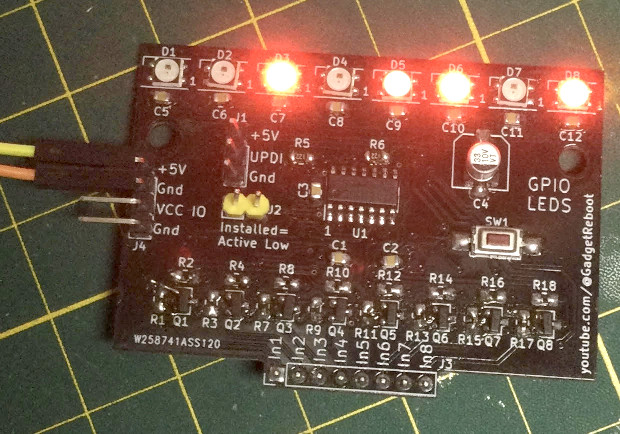 D1 D2 D3 D4 D5 D6 D7 D8
1 1 1 1 1 1 1 1
C5 C6 C7 C8 C9 C10 C11 C12
J1
+5V
UPDI
Gnd
R5 R6
C3
1 U1
33
10V
VT
C4
GPIO
LEDS
+5V
Gnd
VCC IO
Gnd
J4
J2
Installed=
Active Low
SW1
C1 C2
R2 R4 R8 R10 R12 R14 R16 R18
R1 Q1 R3 Q2 R7 Q3 R9 Q4 R11 Q5 R13 Q6 R15 Q7 R17 Q8
W258741ASS120
In1 In2 In3 In4 In5 In6 In7 In8
J3
youtube.com/@GadgetReboot